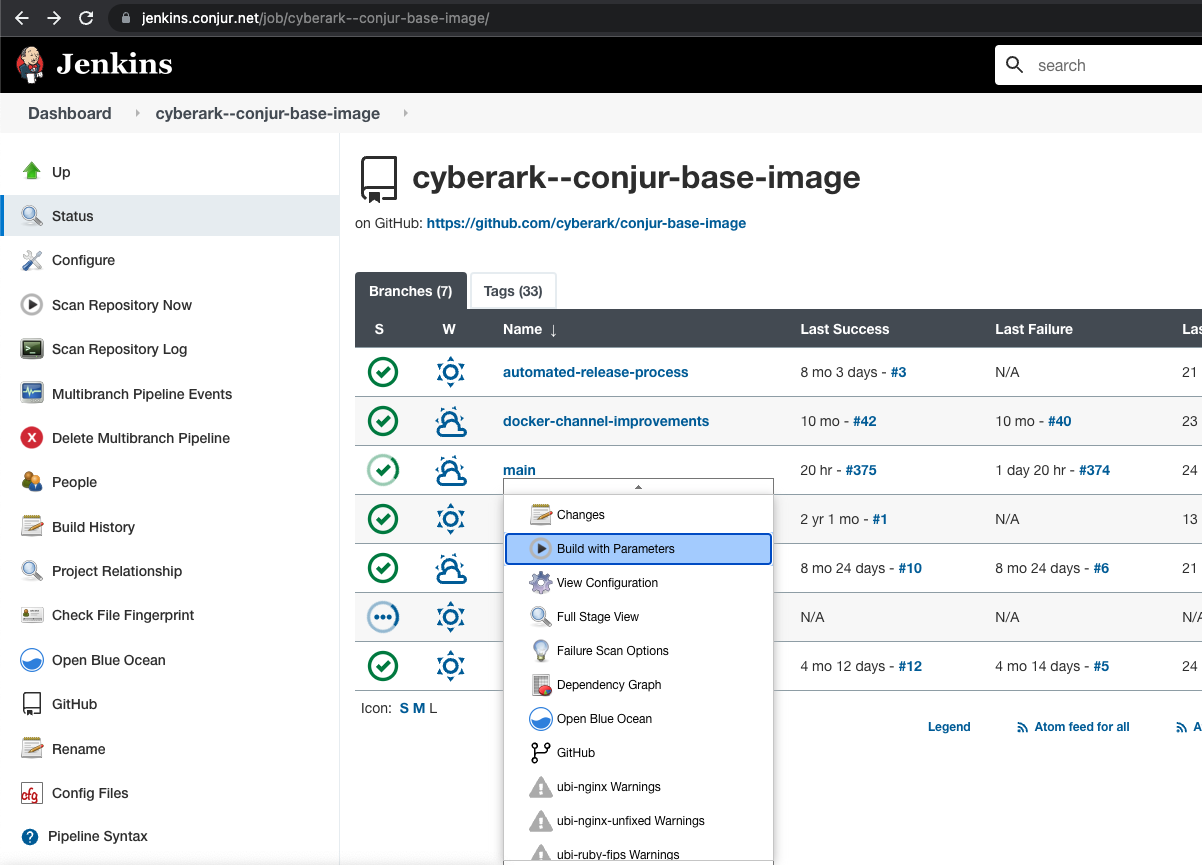 jenkins.conjur.net/job/cyberark--conjur-base-image/
Jenkins
search
Dashboard
cyberark--conjur-base-image
Up
Status
Configure
Scan Repository Now
Scan Repository Log
Multibranch Pipeline Events
Delete Multibranch Pipeline
People
Build History
Project Relationship
Check File Fingerprint
Open Blue Ocean
GitHub
Rename
cfg Config Files
Pipeline Syntax
cyberark--conjur-base-image
on GitHub: https://github.com/cyberark/conjur-base-image
Branches (7) Tags (33)
S W Name ↓ Last Success Last Failure Las
automated-release-process 8 mo 3 days - #3 N/A 21
docker-channel-improvements 10 mo - #42 10 mo - #40 23
main 20 hr - #375 1 day 20 hr - #374 24
2 yr 1 mo - #1 N/A 13
8 mo 24 days - #10 8 mo 24 days - #6 21
N/A N/A N/A
4 mo 12 days - #12 4 mo 14 days - #5 24
Changes
Build with Parameters
View Configuration
Full Stage View
Failure Scan Options
Dependency Graph
Open Blue Ocean
GitHub
ubi-nginx Warnings
ubi-nginx-unfixed Warnings
ubi-ruby-fips Warnings
Icon: S M L
Legend Atom feed for all A